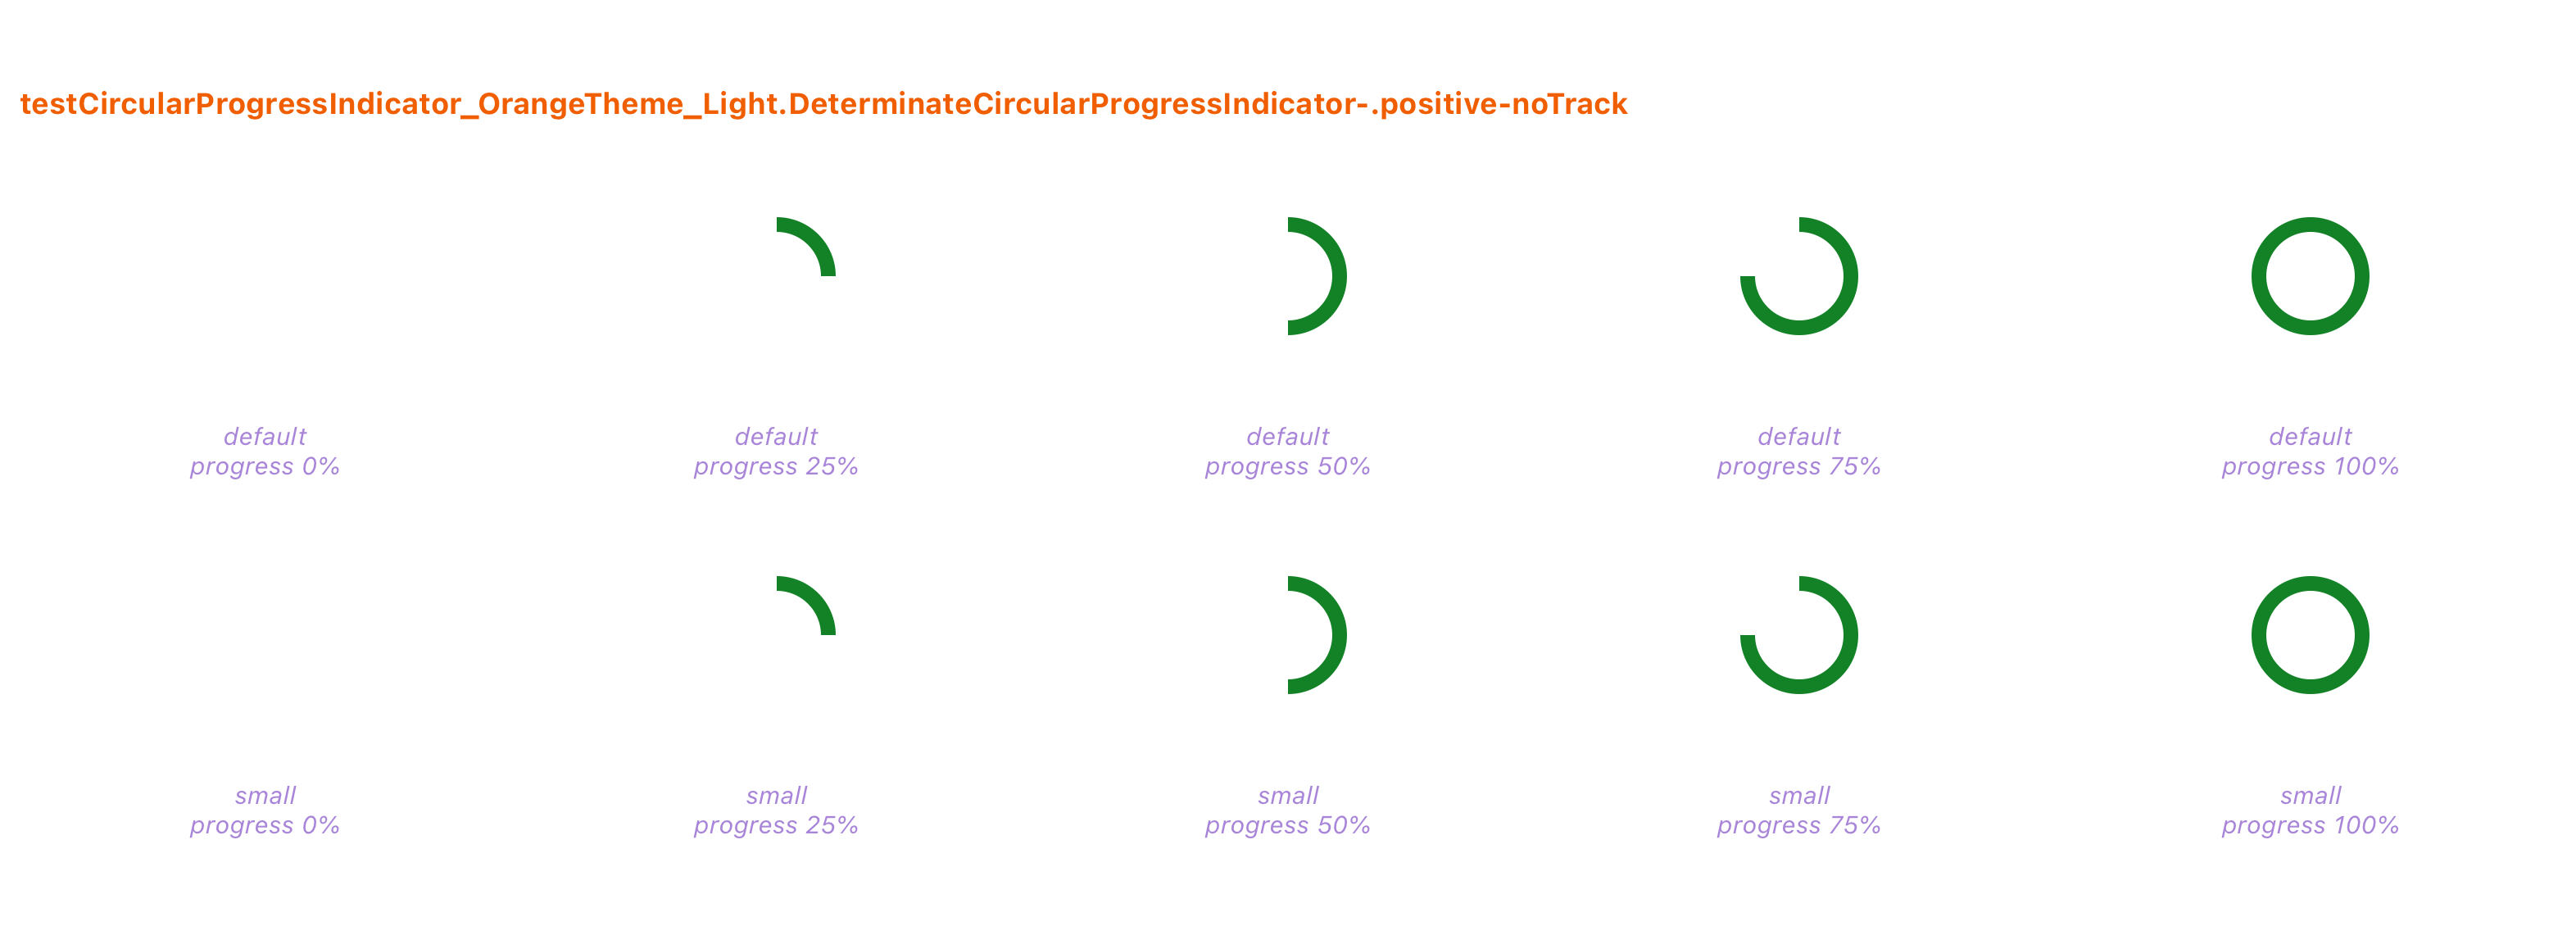 testCircularProgressIndicator_OrangeTheme_Light.DeterminateCircularProgressIndicator-.positive-noTrack
default
progress 0%
default
progress 25%
default
progress 50%
default
progress 75%
default
progress 100%
small
progress 0%
small
progress 25%
small
progress 50%
small
progress 75%
small
progress 100%